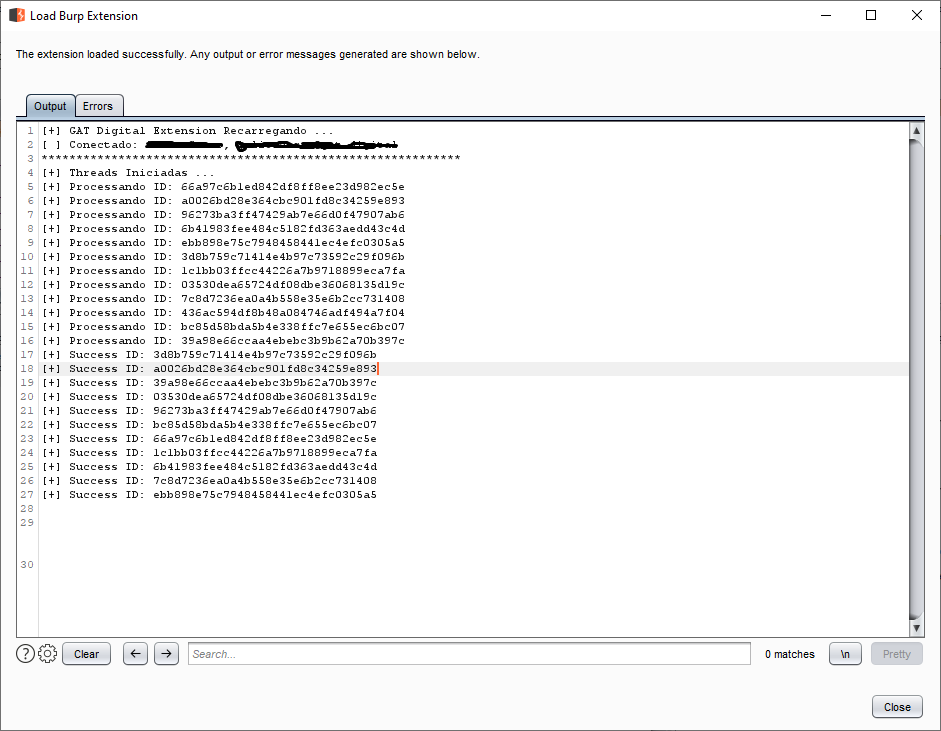 Load Burp Extension
The extension loaded successfully. Any output or error messages generated are shown below.
Output Errors
1 [+] GAT Digital Extension Recarregando ...
2 [ ] Conectado: ,
3 ************************************************************
4 [+] Threads Iniciadas ...
5 [+] Processando ID: 66a97c6b1ed842df8ff8ee23d982ec5e
6 [+] Processando ID: a0026bd28e364cbc901fd8c34259e893
7 [+] Processando ID: 96273ba3ff47429ab7e66d0f47907ab6
8 [+] Processando ID: 6b41983fee484c5182fd363aedd43c4d
9 [+] Processando ID: ebb898e75c7948458441ec4efc0305a5
10 [+] Processando ID: 3d8b759c71414e4b97c73592c29f096b
11 [+] Processando ID: 1c1bb03ffcc44226a7b9718899eca7fa
12 [+] Processando ID: 03530dea65724df08dbe36068135d19c
13 [+] Processando ID: 7c8d7236ea0a4b558e35e6b2cc731408
14 [+] Processando ID: 436ac594df8b48a084746adf494a7f04
15 [+] Processando ID: bc85d58bda5b4e338ffc7e655ec6bc07
16 [+] Processando ID: 39a98e66ccaa4ebebc3b9b62a70b397c
17 [+] Success ID: 3d8b759c71414e4b97c73592c29f096b
18 [+] Success ID: a0026bd28e364cbc901fd8c34259e893
19 [+] Success ID: 39a98e66ccaa4ebebc3b9b62a70b397c
20 [+] Success ID: 03530dea65724df08dbe36068135d19c
21 [+] Success ID: 96273ba3ff47429ab7e66d0f47907ab6
22 [+] Success ID: bc85d58bda5b4e338ffc7e655ec6bc07
23 [+] Success ID: 66a97c6b1ed842df8ff8ee23d982ec5e
24 [+] Success ID: 1c1bb03ffcc44226a7b9718899eca7fa
25 [+] Success ID: 6b41983fee484c5182fd363aedd43c4d
26 [+] Success ID: 7c8d7236ea0a4b558e35e6b2cc731408
27 [+] Success ID: ebb898e75c7948458441ec4efc0305a5
28
29
30
? Clear ← → Search... 0 matches \n Pretty
Close